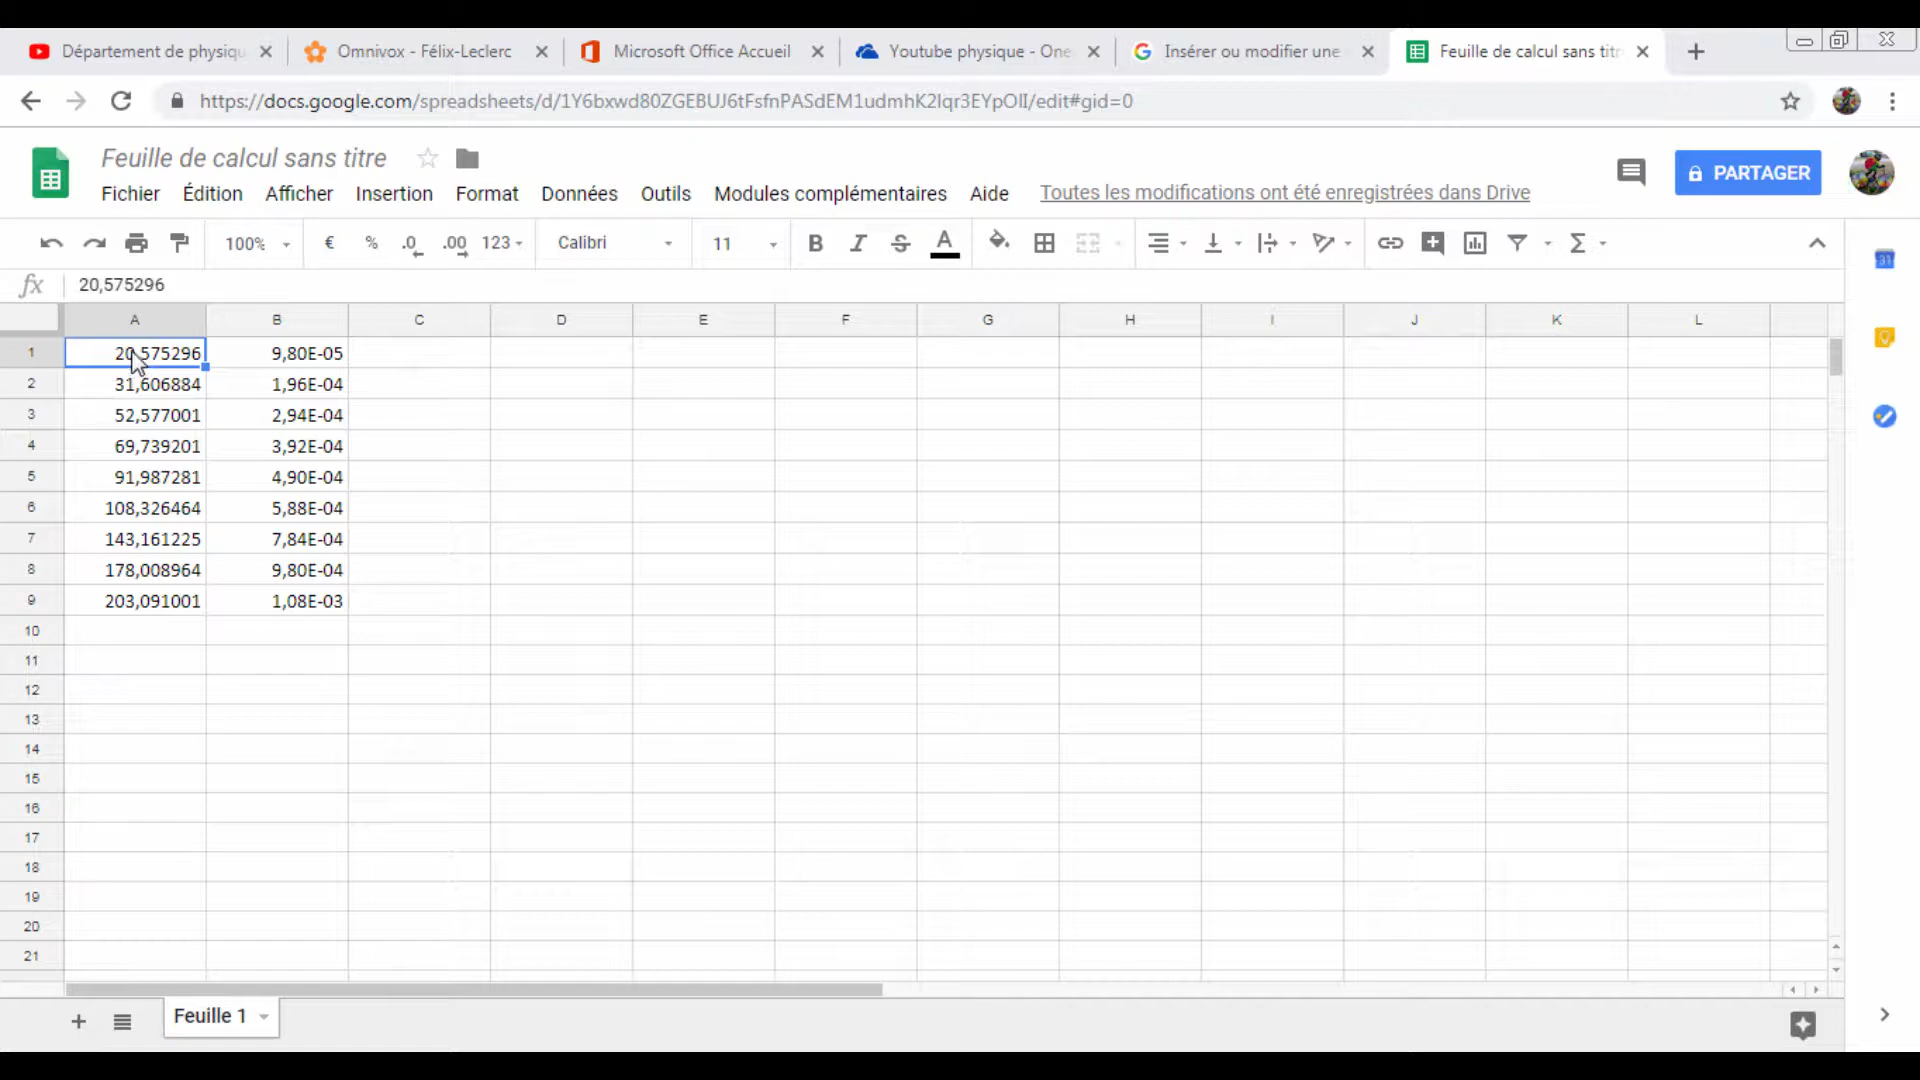 Département de physiqu
Omnivox - Félix-Leclerc
Microsoft Office Accueil
Youtube physique - One
Insérer ou modifier une
Feuille de calcul sans titr
https://docs.google.com/spreadsheets/d/1Y6bxwd80ZGEBUJ6tFsfnPASdEM1udmhK2lqr3EYpOlI/edit#gid=0
Feuille de calcul sans titre
Fichier Édition Afficher Insertion Format Données Outils Modules complémentaires Aide Toutes les modifications ont été enregistrées dans Drive
PARTAGER
100% € % .0 .00 123 Calibri 11 B I S A Σ
31
fx 20,575296
A B C D E F G H I J K L
1 20,575296 9,80E-05
2 31,606884 1,96E-04
3 52,577001 2,94E-04
4 69,739201 3,92E-04
5 91,987281 4,90E-04
6 108,326464 5,88E-04
7 143,161225 7,84E-04
8 178,008964 9,80E-04
9 203,091001 1,08E-03
10
11
12
13
14
15
16
17
18
19
20
21
Feuille 1